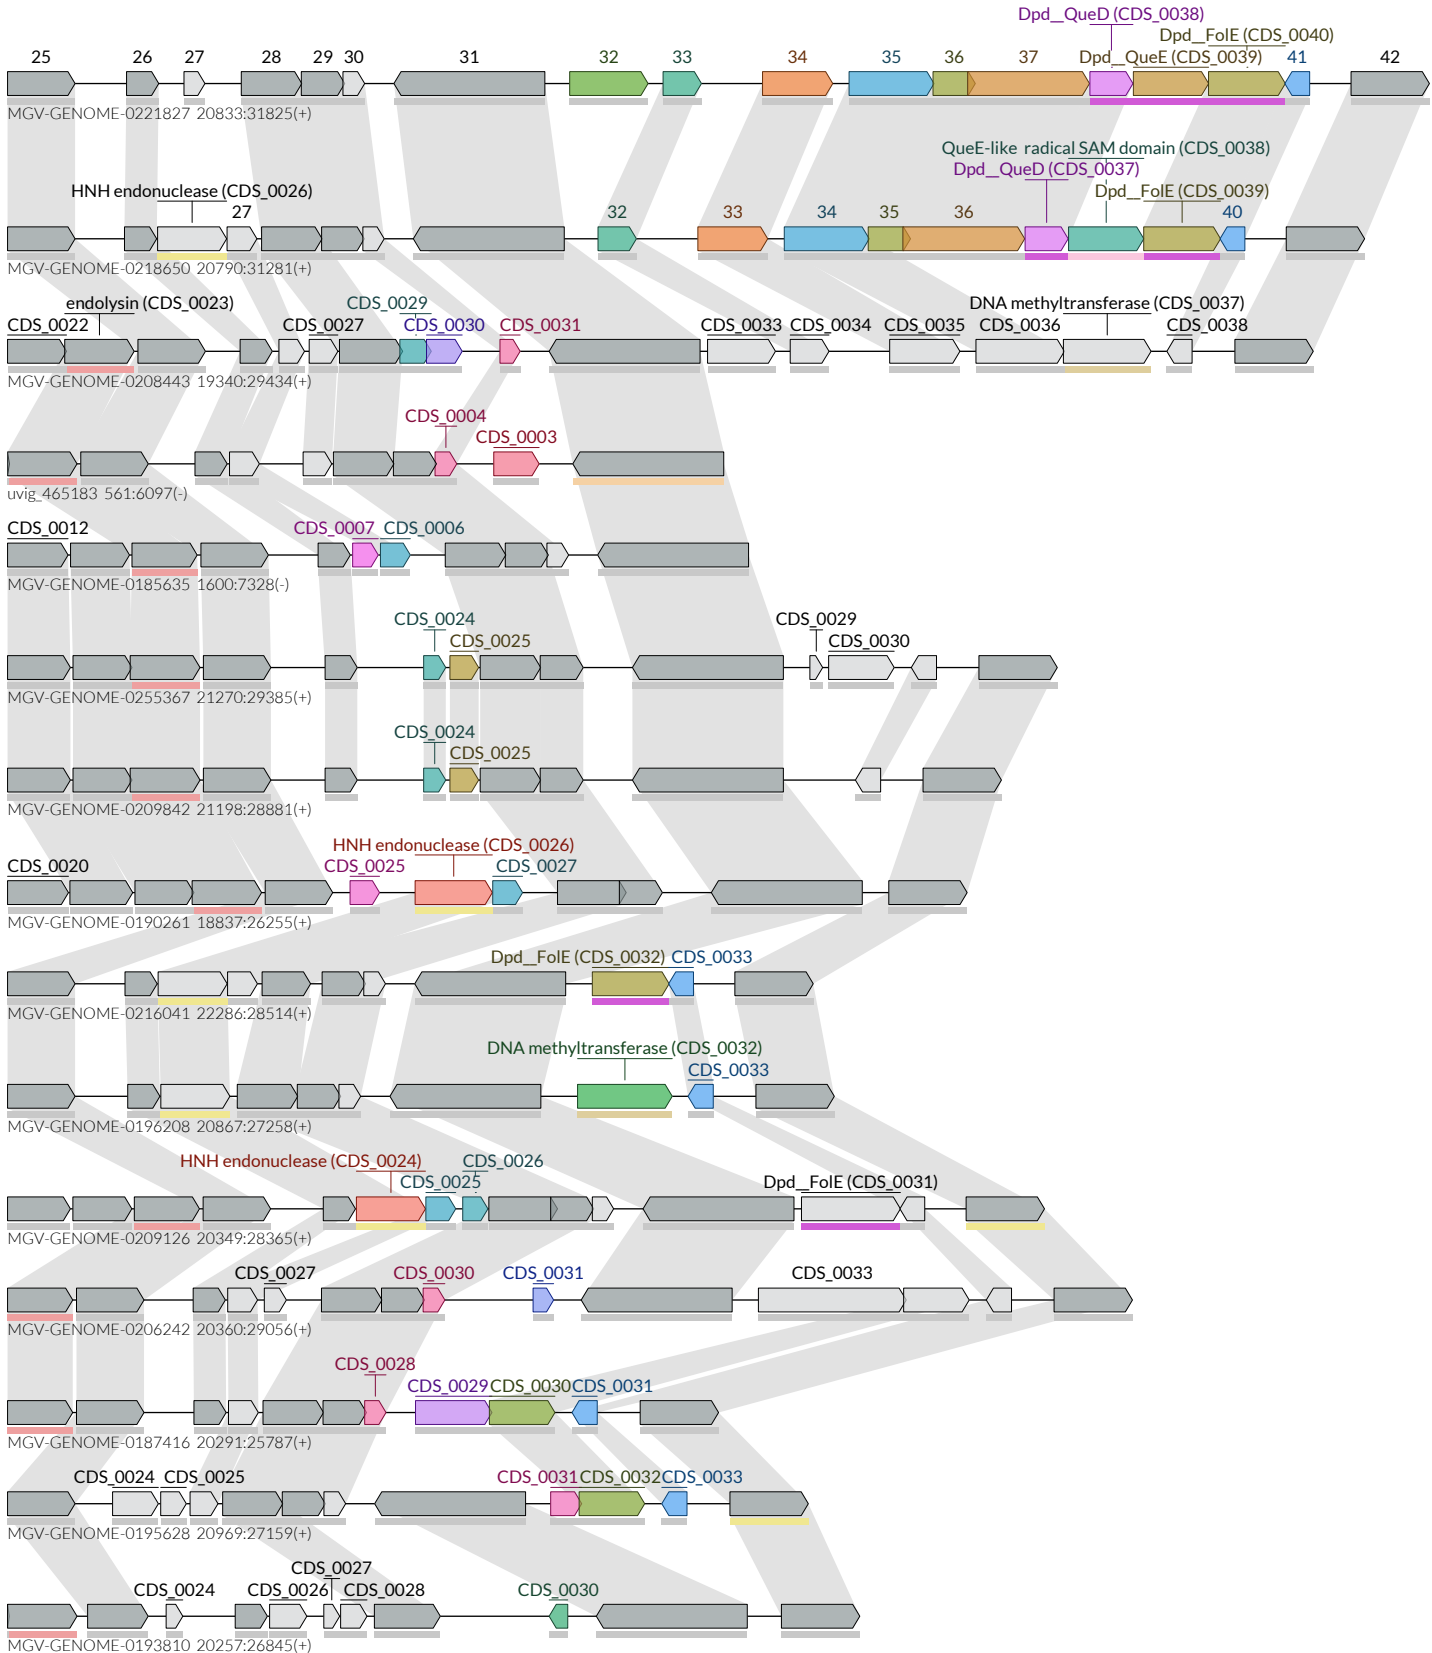 Dpd__QueD (CDS_0038)
Dpd__FolE (CDS_0040)
25 26 27 28 29 30 31 32 33 34 35 36 37 Dpd__QueE (CDS_0039) 41 42
MGV-GENOME-0221827 20833:31825(+)
QueE-like radical SAM domain (CDS_0038)
Dpd__QueD (CDS_0037)
HNH endonuclease (CDS_0026) Dpd__FolE (CDS_0039)
27 32 33 34 35 36 40
MGV-GENOME-0218650 20790:31281(+)
endolysin (CDS_0023) CDS_0029 DNA methyltransferase (CDS_0037)
CDS_0022 CDS_0027 CDS_0030 CDS_0031 CDS_0033 CDS_0034 CDS_0035 CDS_0036 CDS_0038
MGV-GENOME-0208443 19340:29434(+)
CDS_0004
CDS_0003
uvig_465183 561:6097(-)
CDS_0012 CDS_0007 CDS_0006
MGV-GENOME-0185635 1600:7328(-)
CDS_0024 CDS_0029
CDS_0025 CDS_0030
MGV-GENOME-0255367 21270:29385(+)
CDS_0024
CDS_0025
MGV-GENOME-0209842 21198:28881(+)
HNH endonuclease (CDS_0026)
CDS_0020 CDS_0025 CDS_0027
MGV-GENOME-0190261 18837:26255(+)
Dpd__FolE (CDS_0032) CDS_0033
MGV-GENOME-0216041 22286:28514(+)
DNA methyltransferase (CDS_0032)
CDS_0033
MGV-GENOME-0196208 20867:27258(+)
HNH endonuclease (CDS_0024) CDS_0026
CDS_0025 Dpd__FolE (CDS_0031)
MGV-GENOME-0209126 20349:28365(+)
CDS_0027 CDS_0030 CDS_0031 CDS_0033
MGV-GENOME-0206242 20360:29056(+)
CDS_0028
CDS_0029 CDS_0030 CDS_0031
MGV-GENOME-0187416 20291:25787(+)
CDS_0024 CDS_0025 CDS_0031 CDS_0032 CDS_0033
MGV-GENOME-0195628 20969:27159(+)
CDS_0027
CDS_0024 CDS_0026 CDS_0028 CDS_0030
MGV-GENOME-0193810 20257:26845(+)